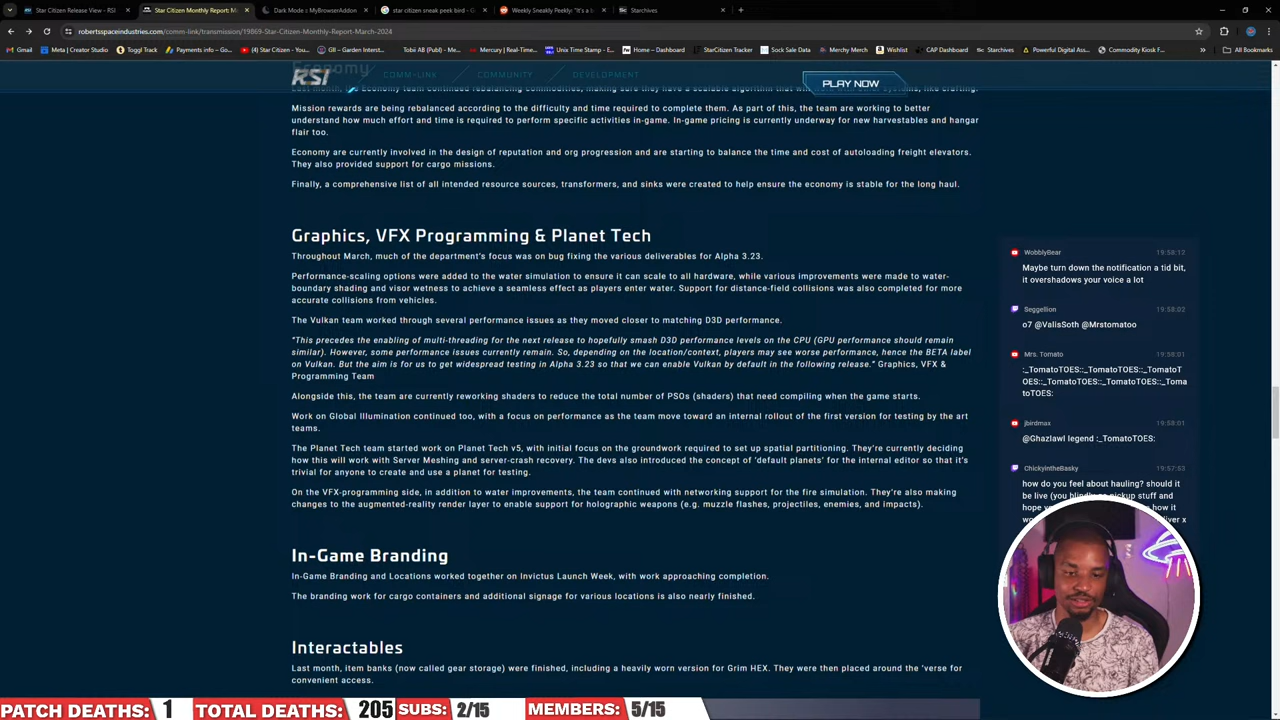 Star Citizen Release View - RSI
Star Citizen Monthly Report: M
Dark Mode :: MyBrowserAddon
star citizen sneak peek bird - G
Weekly Sneakly Peekly: "It's a b
Starchives
robertsspaceindustries.com/comm-link/transmission/19869-Star-Citizen-Monthly-Report-March-2024
Gmail
Meta | Creator Studio
Toggl Track
Payments info – Go...
(4) Star Citizen - You...
GII – Garden Intelli...
Tobii AB (Publ) - Me...
Mercury | Real-Time...
Unix Time Stamp - E...
Home – Dashboard
StarCitizen Tracker
Sock Sale Data
Merchy Merch
Wishlist
CAP Dashboard
Starchives
Powerful Digital Ass...
Commodity Kiosk F...
All Bookmarks
Economy
RSI
COMM-LINK
COMMUNITY
DEVELOPMENT
PLAY NOW
Mission rewards are being rebalanced according to the difficulty and time required to complete them. As part of this, the team are working to better
understand how much effort and time is required to perform specific activities in-game. In-game pricing is currently underway for new harvestables and hangar
flair too.
Economy are currently involved in the design of reputation and org progression and are starting to balance the time and cost of autoloading freight elevators.
They also provided support for cargo missions.
Finally, a comprehensive list of all intended resource sources, transformers, and sinks were created to help ensure the economy is stable for the long haul.
Graphics, VFX Programming & Planet Tech
Throughout March, much of the department's focus was on bug fixing the various deliverables for Alpha 3.23.
Performance-scaling options were added to the water simulation to ensure it can scale to all hardware, while various improvements were made to water-
boundary shading and visor wetness to achieve a seamless effect as players enter water. Support for distance-field collisions was also completed for more
accurate collisions from vehicles.
The Vulkan team worked through several performance issues as they moved closer to matching D3D performance.
"This precedes the enabling of multi-threading for the next release to hopefully smash D3D performance levels on the CPU (GPU performance should remain
similar). However, some performance issues currently remain. So, depending on the location/context, players may see worse performance, hence the BETA label
on Vulkan. But the aim is for us to get widespread testing in Alpha 3.23 so that we can enable Vulkan by default in the following release." Graphics, VFX &
Programming Team
Alongside this, the team are currently reworking shaders to reduce the total number of PSOs (shaders) that need compiling when the game starts.
Work on Global Illumination continued too, with a focus on performance as the team move toward an internal rollout of the first version for testing by the art
teams.
The Planet Tech team started work on Planet Tech v5, with initial focus on the groundwork required to set up spatial partitioning. They're currently deciding
how this will work with Server Meshing and server-crash recovery. The devs also introduced the concept of 'default planets' for the internal editor so that it's
trivial for anyone to create and use a planet for testing.
On the VFX-programming side, in addition to water improvements, the team continued with networking support for the fire simulation. They're also making
changes to the augmented-reality render layer to enable support for holographic weapons (e.g. muzzle flashes, projectiles, enemies, and impacts).
In-Game Branding
In-Game Branding and Locations worked together on Invictus Launch Week, with work approaching completion.
The branding work for cargo containers and additional signage for various locations is also nearly finished.
Interactables
Last month, item banks (now called gear storage) were finished, including a heavily worn version for Grim HEX. They were then placed around the 'verse for
convenient access.
WobblyBear 19:58:12
Maybe turn down the notification a tid bit,
it overshadows your voice a lot
Seggellion 19:58:02
o7 @ValisSoth @Mrstomatoo
Mrs. Tomato 19:58:01
:_TomatoTOES::_TomatoTOES::_TomatoT
OES::_TomatoTOES::_TomatoTOES::_Toma
toTOES:
jbirdmax 19:58:01
@Ghazlawl legend :_TomatoTOES:
ChickyintheBasky 19:57:53
how do you feel about hauling? should it
be live (you blindly pickup stuff and
hope
how it
PATCH DEATHS: 1
TOTAL DEATHS: 205
SUBS: 2/15
MEMBERS: 5/15